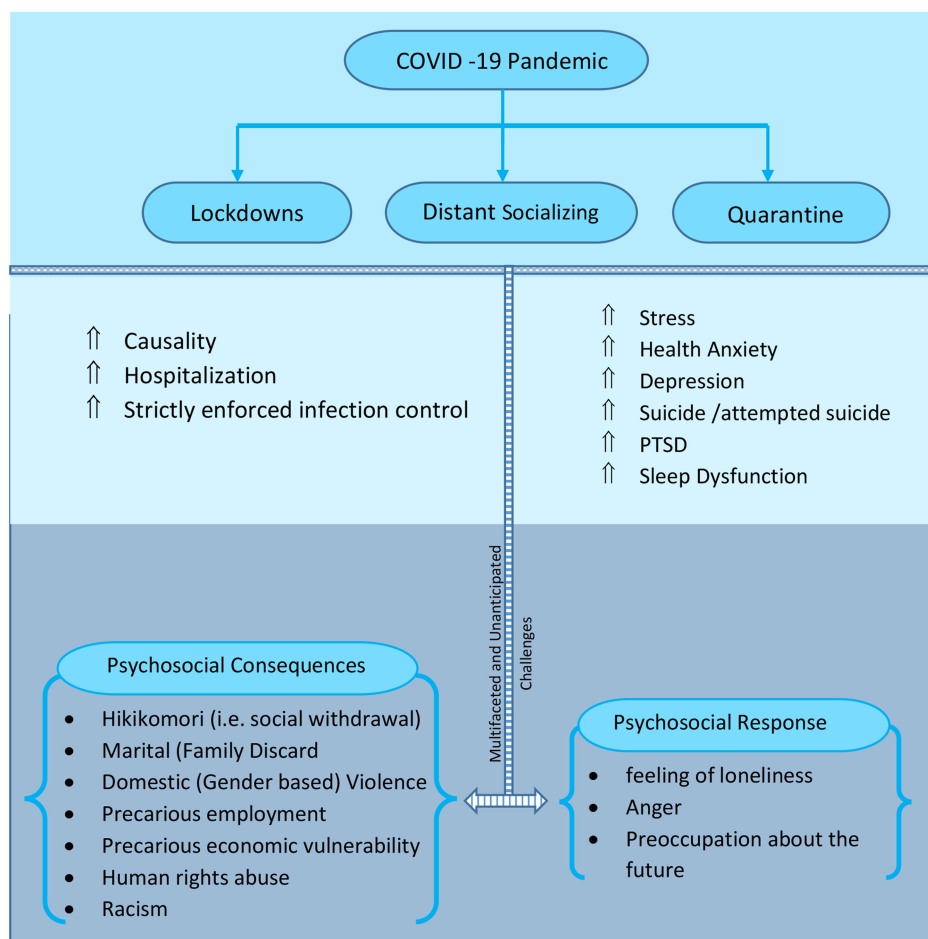 COVID -19 Pandemic
Lockdowns
Distant Socializing
Quarantine
⇑ Causality
⇑ Hospitalization
⇑ Strictly enforced infection control
⇑ Stress
⇑ Health Anxiety
⇑ Depression
⇑ Suicide /attempted suicide
⇑ PTSD
⇑ Sleep Dysfunction
Multifaceted and Unanticipated
Challenges
Psychosocial Consequences
• Hikikomori (i.e. social withdrawal)
• Marital (Family Discard
• Domestic (Gender based) Violence
• Precarious employment
• Precarious economic vulnerability
• Human rights abuse
• Racism
Psychosocial Response
• feeling of loneliness
• Anger
• Preoccupation about the
future